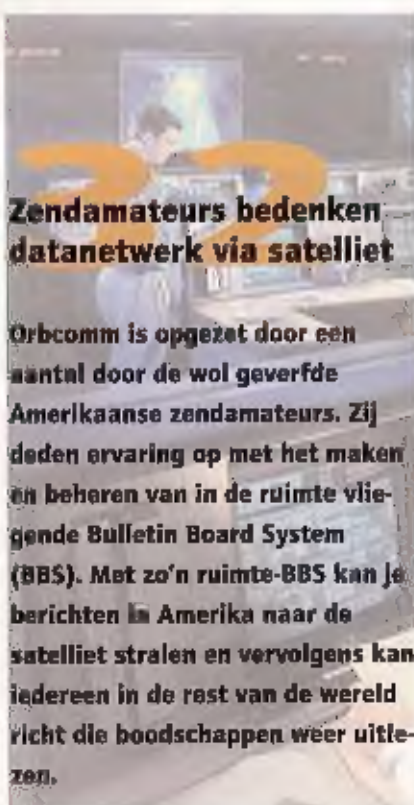 32
Zendamateurs bedenken
datanetwerk via satelliet
Orbcomm is opgezet door een
aantal door de wol geverfde
Amerikaanse zendamateurs. Zij
deden ervaring op met het maken
en beheren van in de ruimte vlie-
gende Bulletin Board System
(BBS). Met zo'n ruimte-BBS kan je
berichten in Amerika naar de
satelliet stralen en vervolgens kan
iedereen in de rest van de wereld
richt die boodschappen weer uitle-
zen.